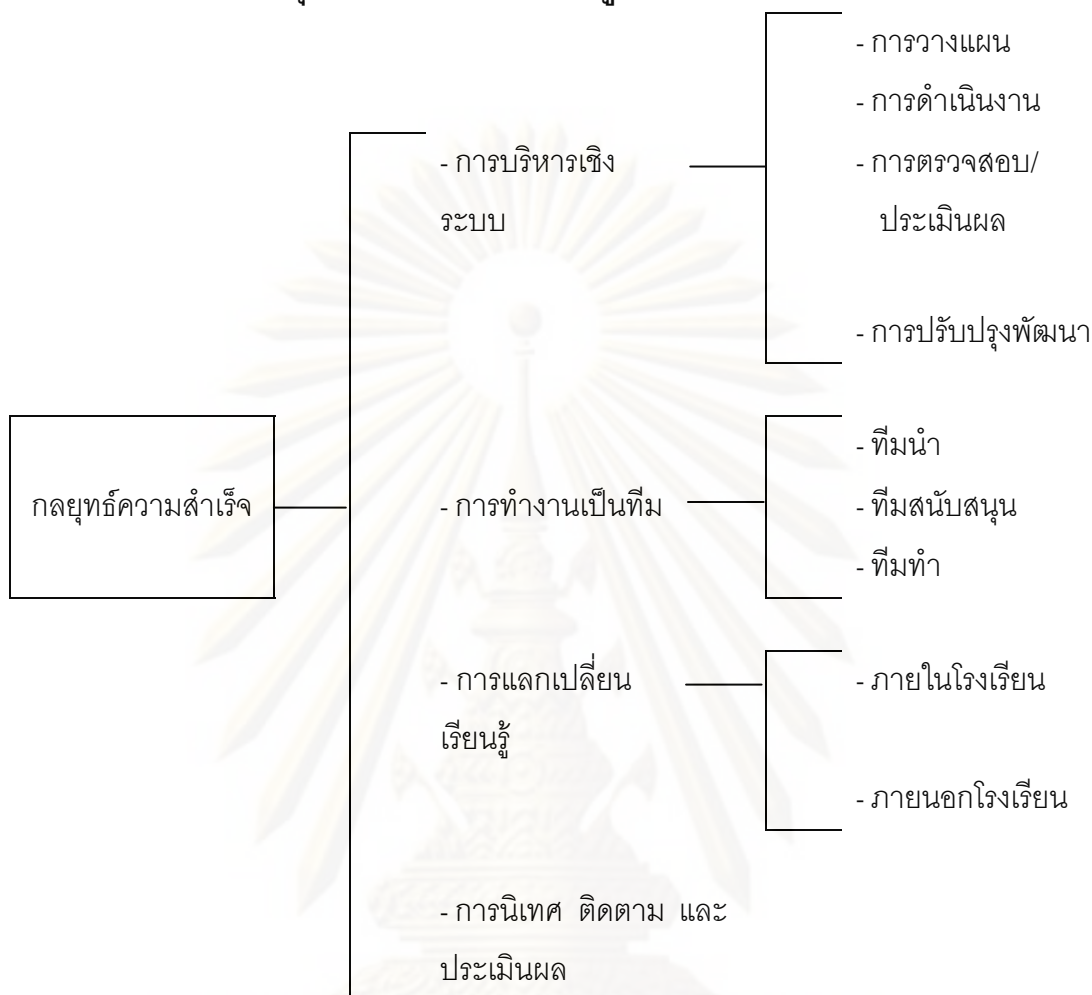 - การวางแผน
- การดำเนินงาน
- การบริหารเชิง
ระบบ
- การตรวจสอบ/
ประเมินผล
- การปรับปรุงพัฒนา
กลยุทธ์ความสำเร็จ
- การทำงานเป็นทีม
- ทีมนำ
- ทีมสนับสนุน
- ทีมทำ
- การแลกเปลี่ยน
เรียนรู้
- ภายในโรงเรียน
- ภายนอกโรงเรียน
- การนิเทศ ติดตาม และ
ประเมินผล